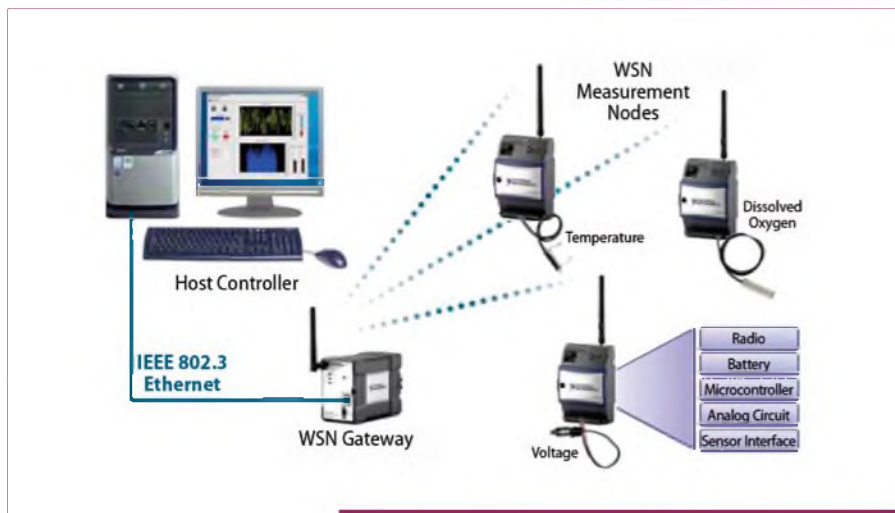 WSN
Measurement
Nodes
Dissolved
Oxygen
Temperature
Host Controller
IEEE 802.3
Ethernet
WSN Gateway
Voltage
Radio
Battery
Microcontroller
Analog Circuit
Sensor Interface